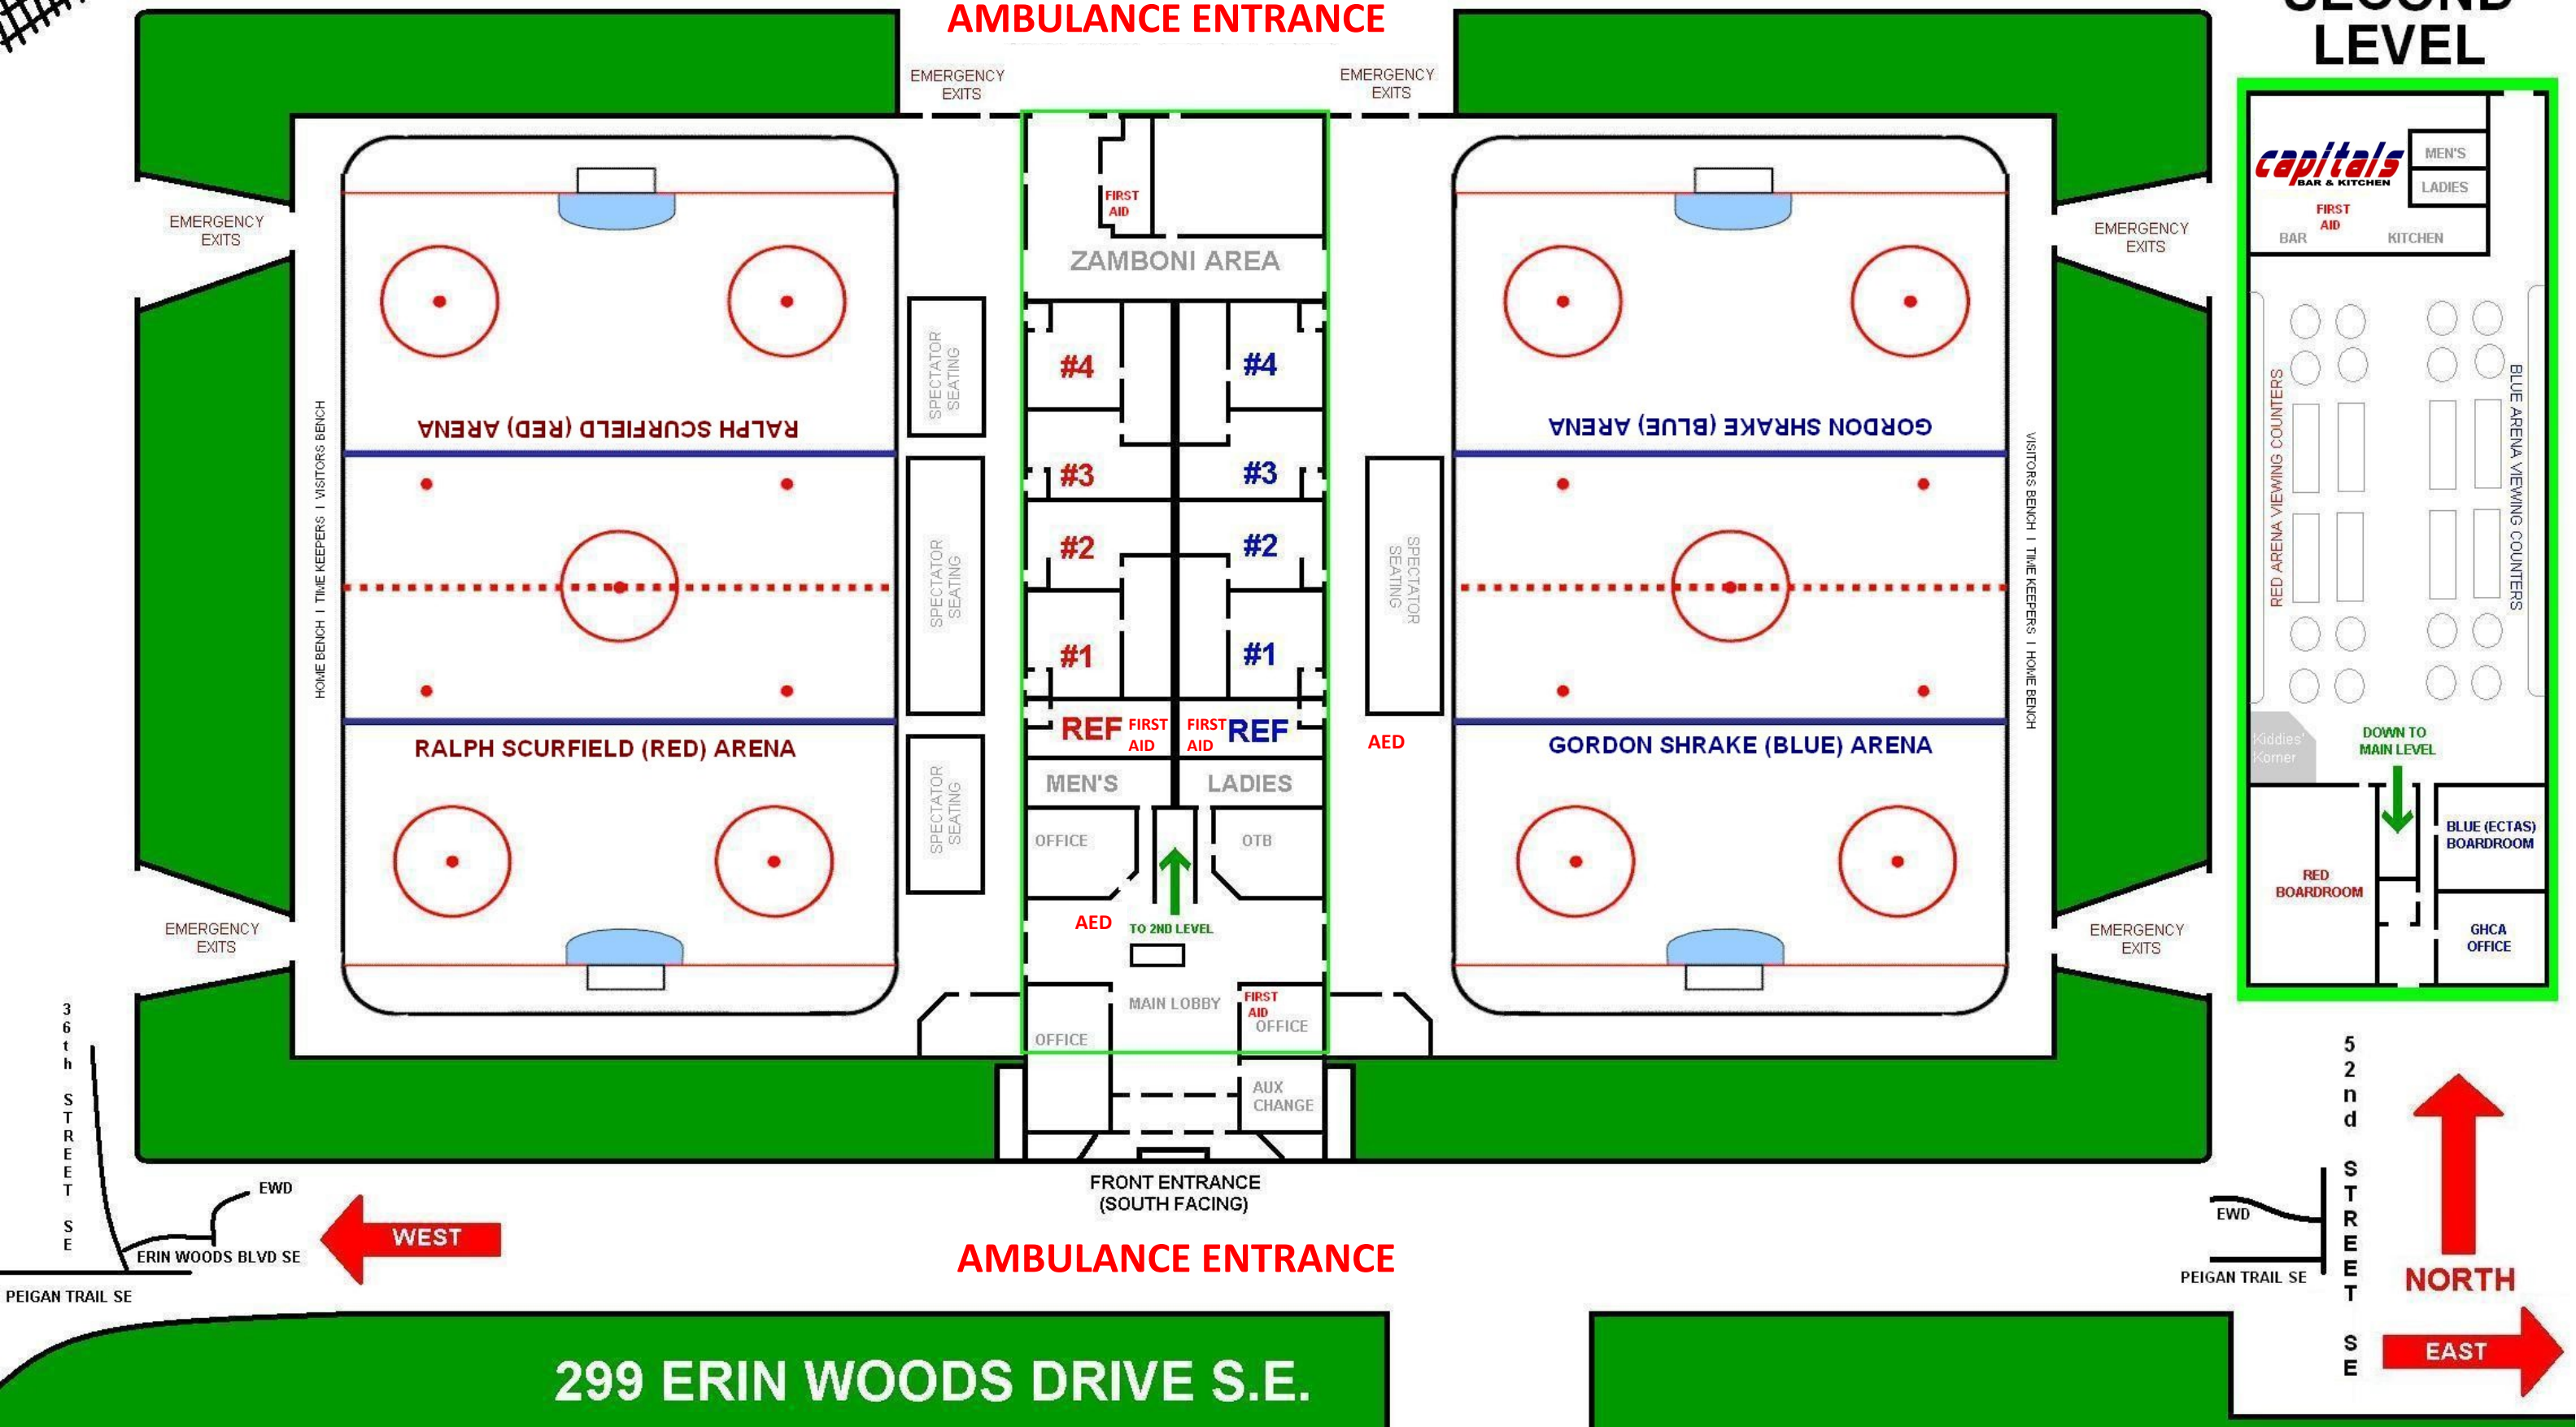 AMBULANCE ENTRANCE
SECOND
LEVEL
EMERGENCY
EXITS
EMERGENCY
EXITS
EMERGENCY
EXITS
EMERGENCY
EXITS
FIRST
AID
ZAMBONI AREA
capitals
BAR & KITCHEN
MEN'S
LADIES
FIRST
AID
BAR
KITCHEN
HOME BENCH I TIME KEEPERS I VISITORS BENCH
RALPH SCURFIELD (RED) ARENA
SPECTATOR
SEATING
SPECTATOR
SEATING
SPECTATOR
SEATING
RALPH SCURFIELD (RED) ARENA
#4
#4
#3
#3
#2
#2
#1
#1
REF
FIRST
AID
FIRST
AID
REF
MEN'S
LADIES
OFFICE
OTB
AED
TO 2ND LEVEL
MAIN LOBBY
FIRST
AID
OFFICE
OFFICE
AUX
CHANGE
SPECTATOR
SEATING
AED
GORDON SHRAKE (BLUE) ARENA
GORDON SHRAKE (BLUE) ARENA
VISITORS BENCH I TIME KEEPERS I HOME BENCH
RED ARENA VIEWING COUNTERS
BLUE ARENA VIEWING COUNTERS
Kiddies'
Korner
DOWN TO
MAIN LEVEL
RED
BOARDROOM
BLUE (ECTAS)
BOARDROOM
GHCA
OFFICE
EMERGENCY
EXITS
EMERGENCY
EXITS
36th STREET SE
52nd STREET SE
FRONT ENTRANCE
(SOUTH FACING)
EWD
ERIN WOODS BLVD SE
PEIGAN TRAIL SE
WEST
AMBULANCE ENTRANCE
EWD
PEIGAN TRAIL SE
NORTH
EAST
299 ERIN WOODS DRIVE S.E.